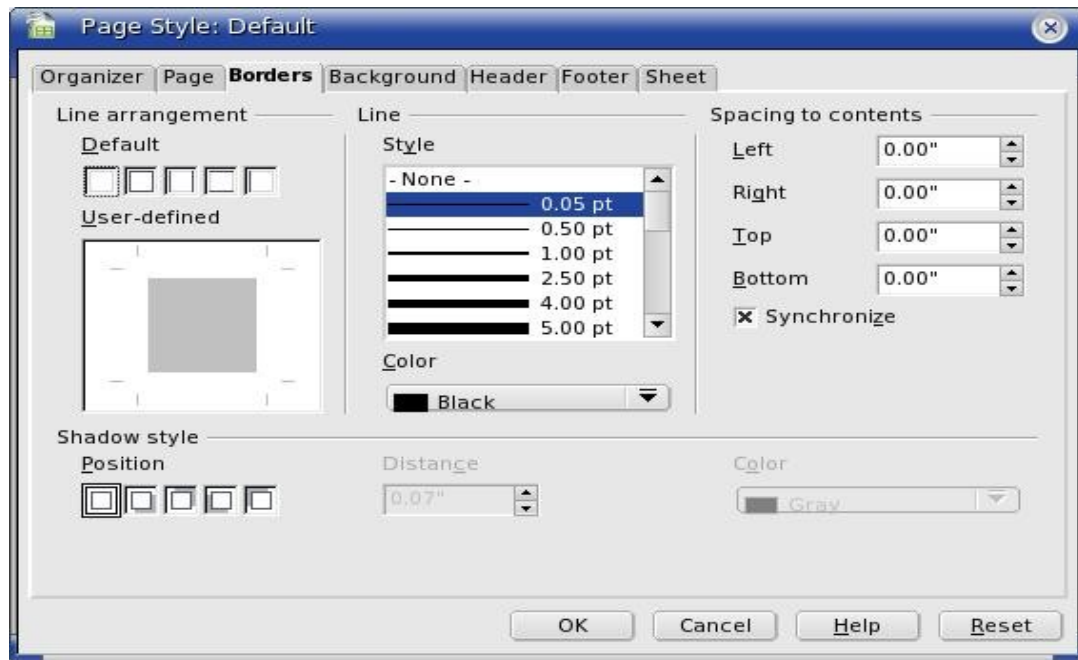 Page Style: Default
Organizer Page Borders Background Header Footer Sheet
Line arrangement
Default
User-defined
Line
Style
- None -
0.05 pt
0.50 pt
1.00 pt
2.50 pt
4.00 pt
5.00 pt
Color
Black
Spacing to contents
Left 0.00"
Right 0.00"
Top 0.00"
Bottom 0.00"
Synchronize
Shadow style
Position
Distance
0.07"
Color
Gray
OK Cancel Help Reset